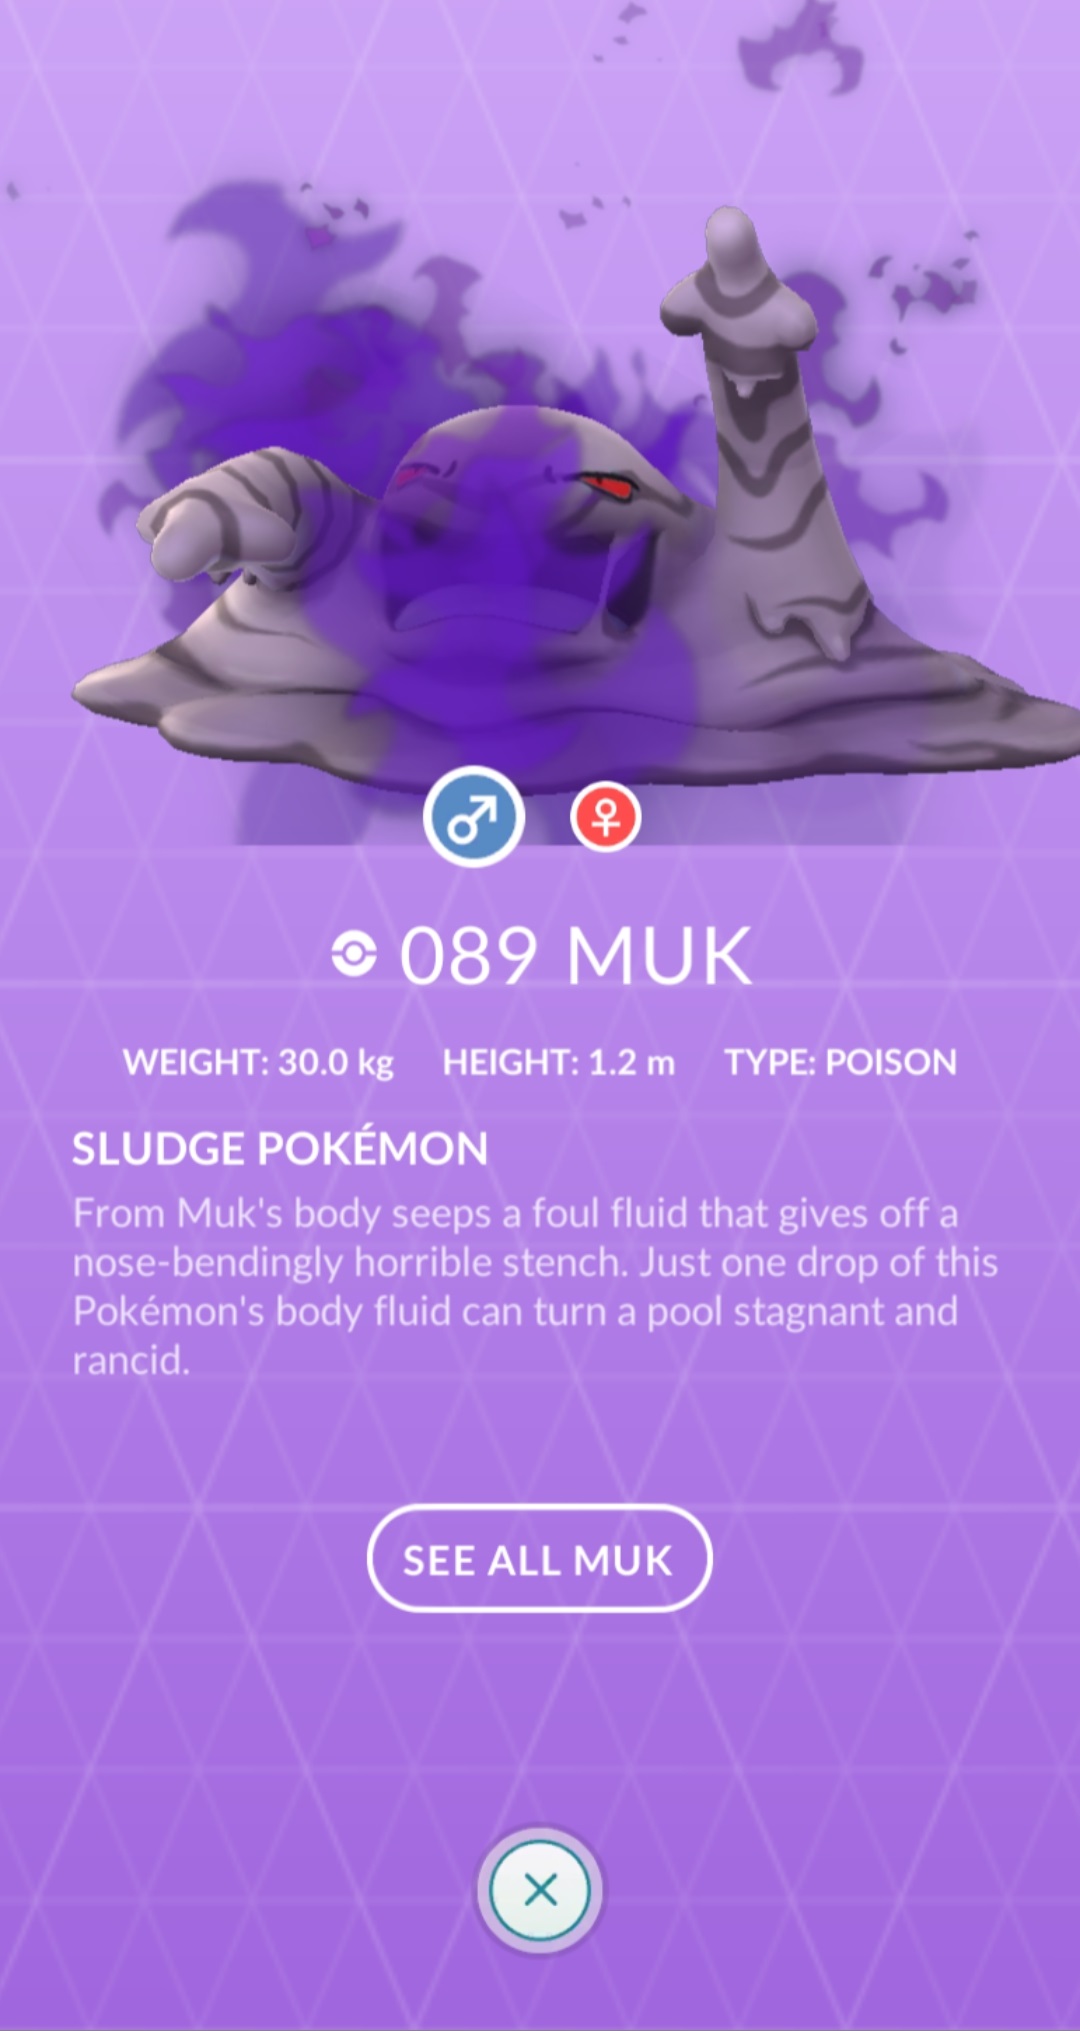 089 MUK
WEIGHT: 30.0 kg HEIGHT: 1.2 m TYPE: POISON
SLUDGE POKÉMON
From Muk's body seeps a foul fluid that gives off a
nose-bendingly horrible stench. Just one drop of this
Pokémon's body fluid can turn a pool stagnant and
rancid.
SEE ALL MUK